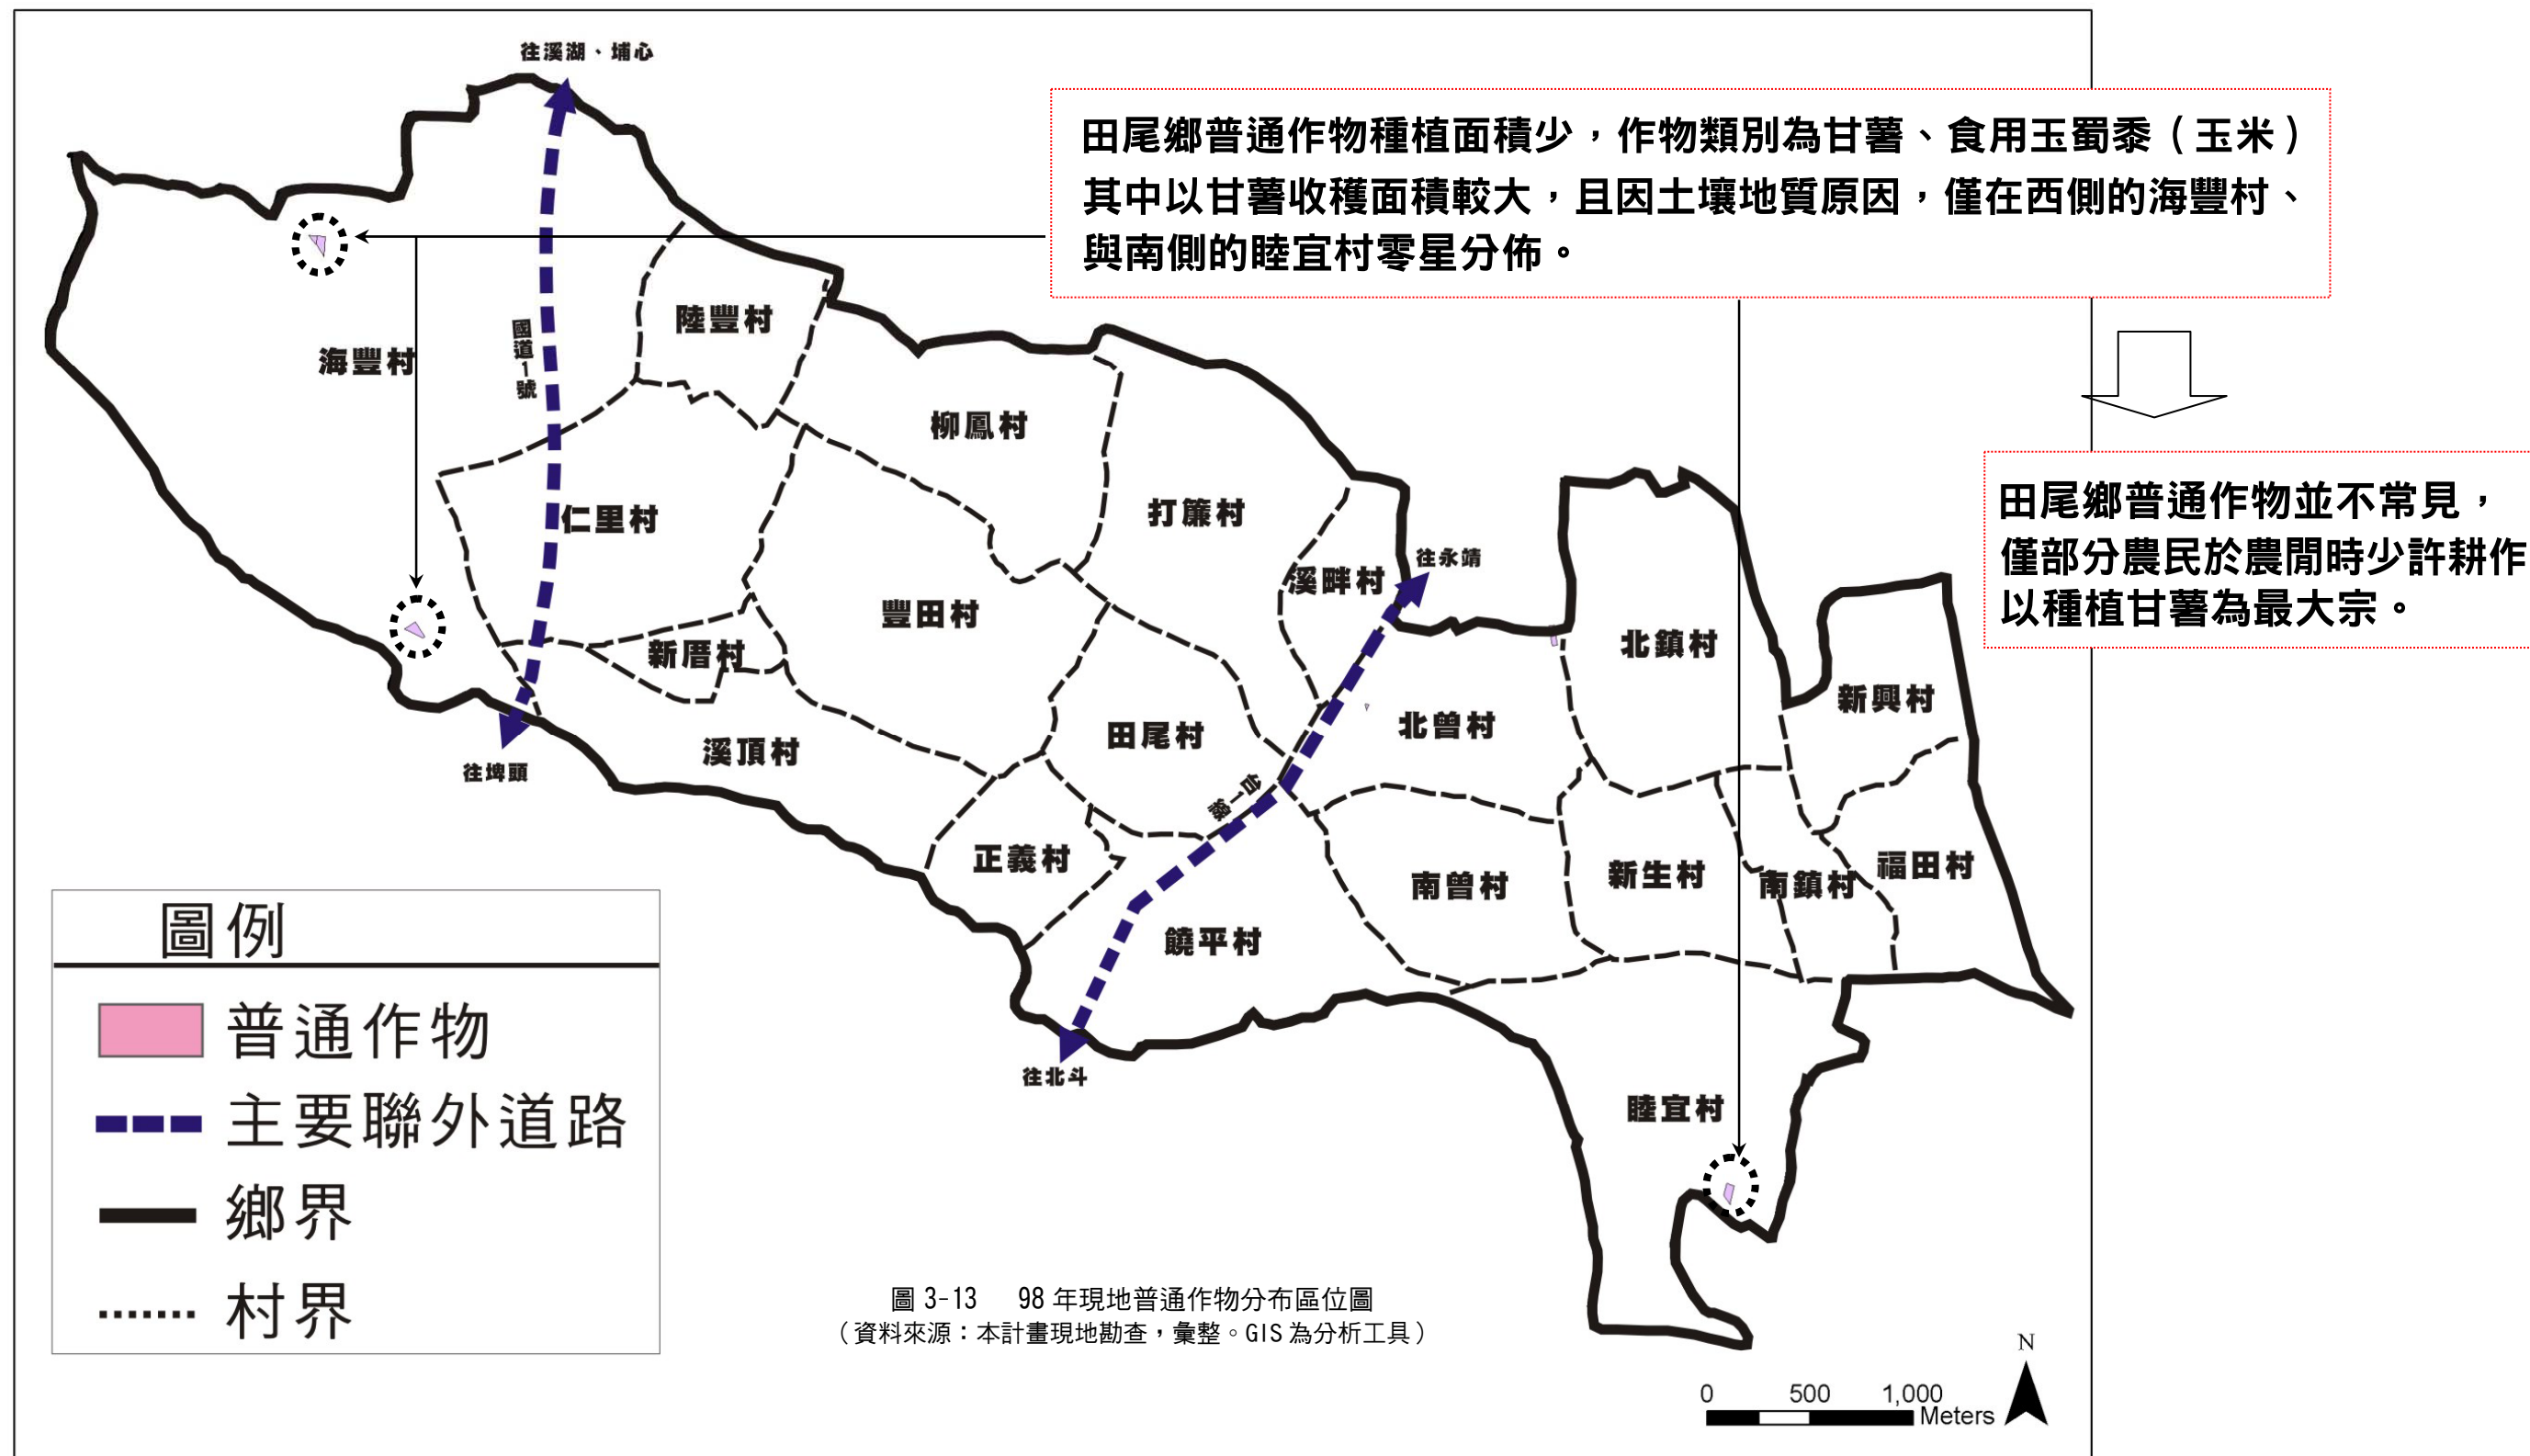 往溪湖、埔心
田尾鄉普通作物種植面積少，作物類別為甘薯、食用玉蜀黍（玉米）
其中以甘薯收穫面積較大，且因土壤地質原因，僅在西側的海豐村、
與南側的睦宜村零星分佈。
陸豐村
國道1號
海豐村
柳鳳村
打簾村
田尾鄉普通作物並不常見，
僅部分農民於農閒時少許耕作
以種植甘薯為最大宗。
仁里村
往永靖
溪畔村
豐田村
北鎮村
新厝村
新興村
北曾村
田尾村
溪頂村
往埤頭
台1線
正義村
福田村
新生村
南鎮村
南曾村
饒平村
往北斗
睦宜村
圖例
普通作物
主要聯外道路
鄉界
村界
圖 3-13 98 年現地普通作物分布區位圖
（資料來源：本計畫現地勘查，彙整。GIS 為分析工具）
N
0 500 1,000
Meters